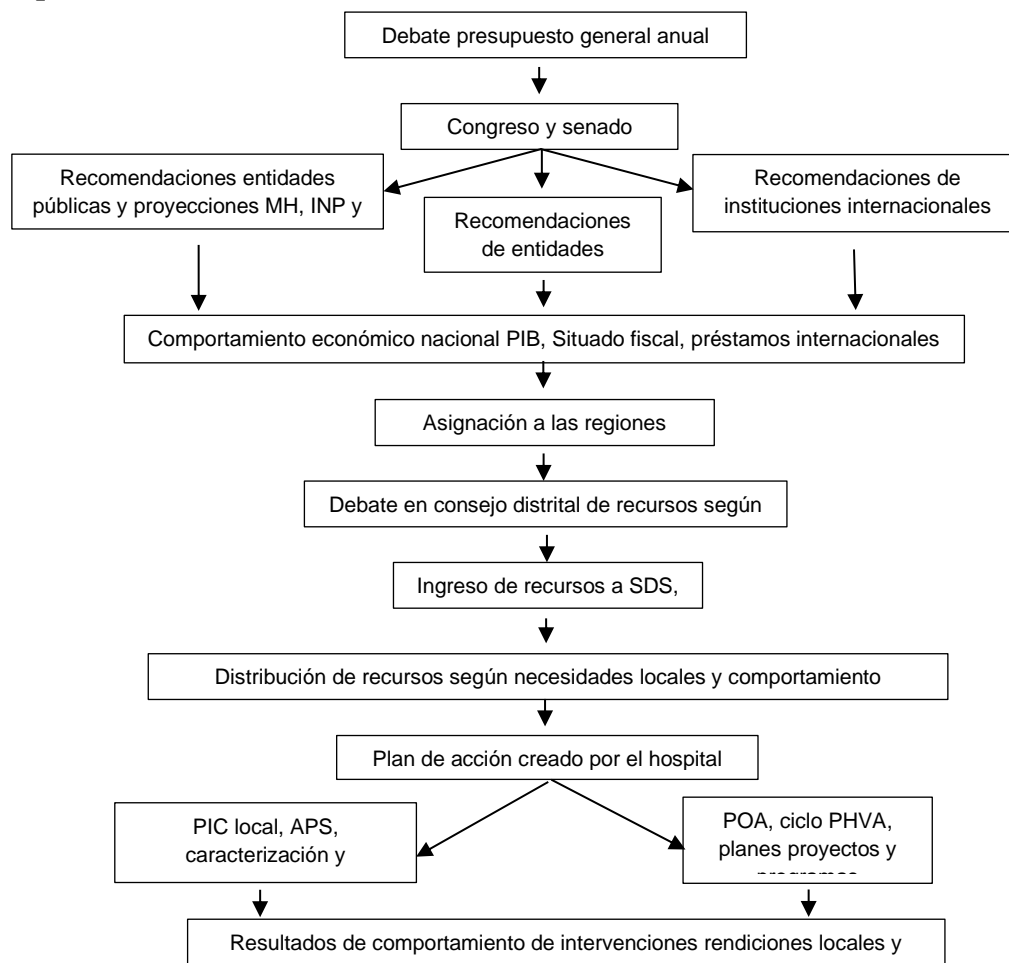 Debate presupuesto general anual
Congreso y senado
Recomendaciones entidades
públicas y proyecciones MH, INP y
Recomendaciones
de entidades
Recomendaciones de
instituciones internacionales
Comportamiento económico nacional PIB, Situado fiscal, préstamos internacionales
Asignación a las regiones
Debate en consejo distrital de recursos según
Ingreso de recursos a SDS,
Distribución de recursos según necesidades locales y comportamiento
Plan de acción creado por el hospital
PIC local, APS,
caracterización y
POA, ciclo PHVA,
planes proyectos y
Resultados de comportamiento de intervenciones rendiciones locales y